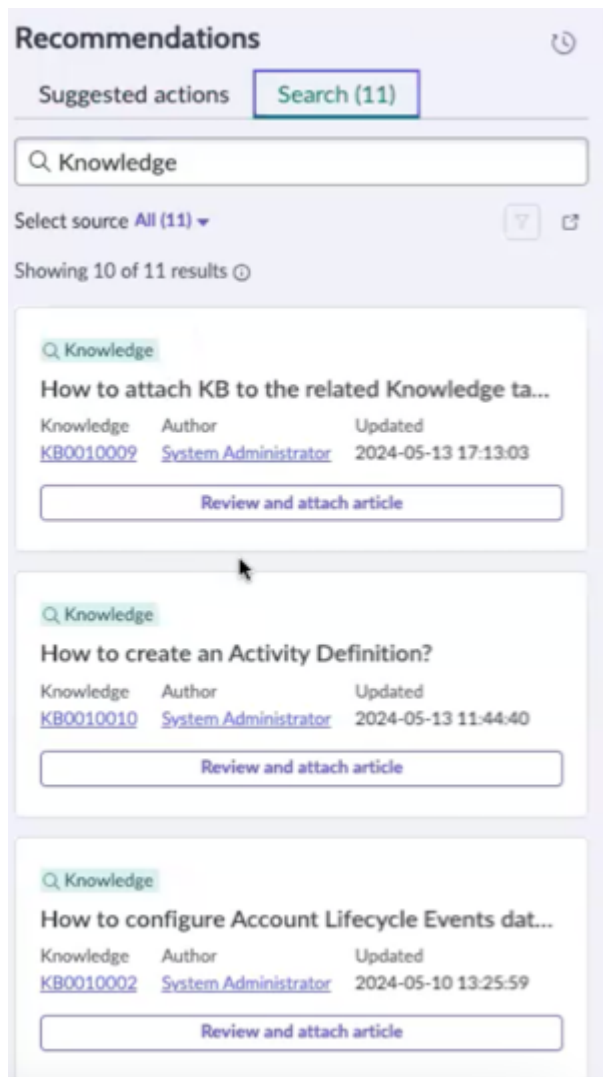 Recommendations
Suggested actions
Search (11)
Knowledge
Select source All (11)
Showing 10 of 11 results
Knowledge
How to attach KB to the related Knowledge ta...
Knowledge Author Updated
KB0010009 System Administrator 2024-05-13 17:13:03
Review and attach article
Knowledge
How to create an Activity Definition?
Knowledge Author Updated
KB0010010 System Administrator 2024-05-13 11:44:40
Review and attach article
Knowledge
How to configure Account Lifecycle Events dat...
Knowledge Author Updated
KB0010002 System Administrator 2024-05-10 13:25:59
Review and attach article